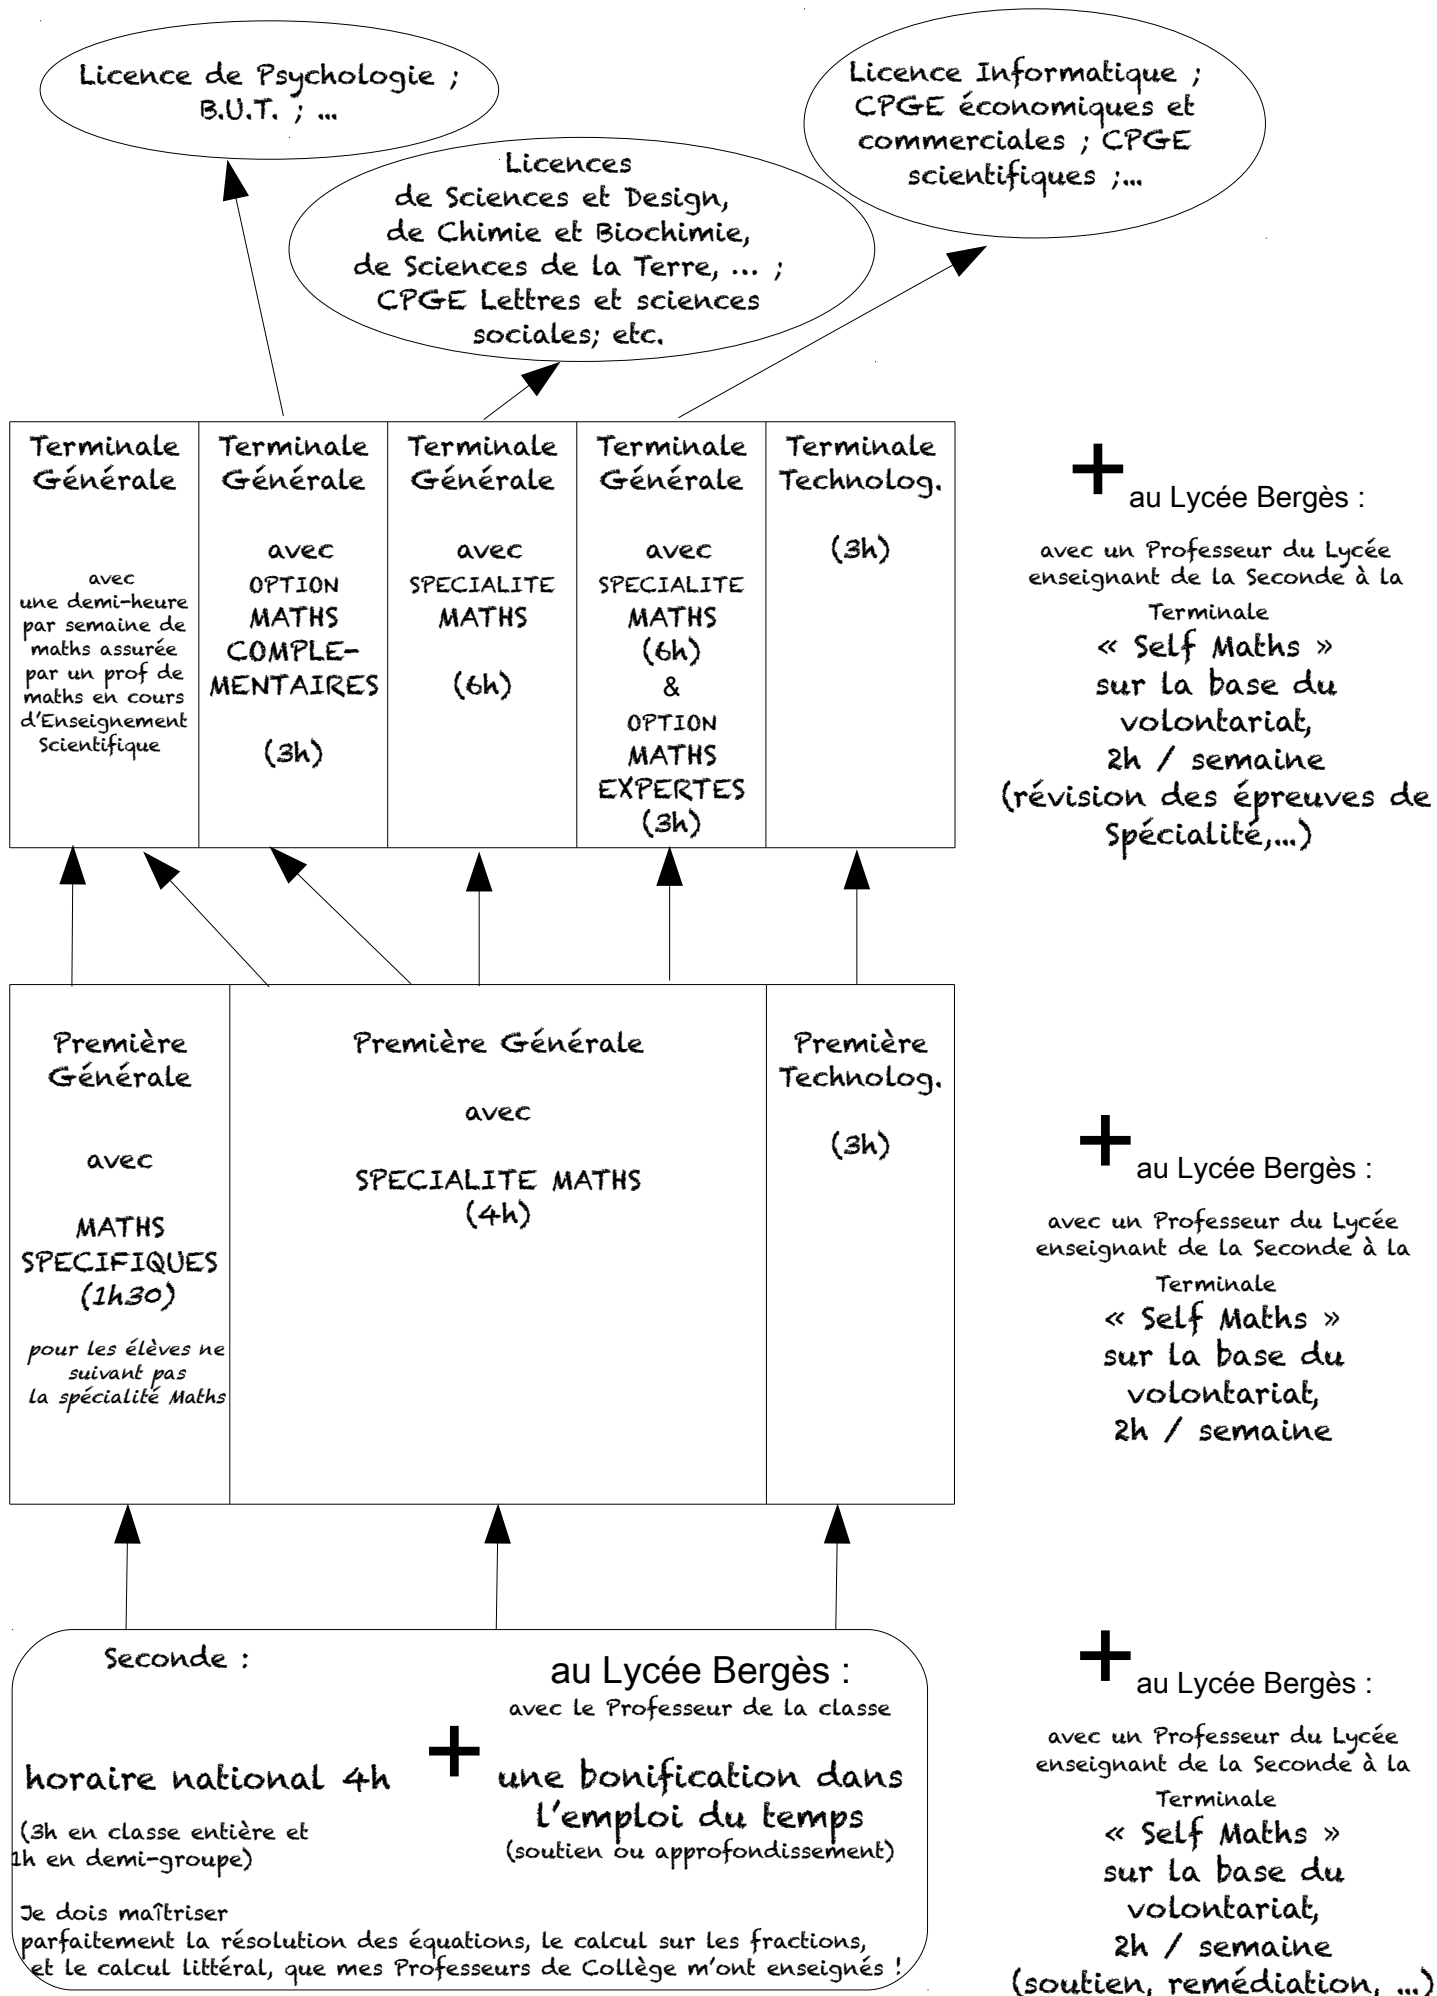 Licence de Psychologie ;
B.U.T. ; ...
Licence Informatique ;
CPGE économiques et
commerciales ; CPGE
scientifiques ;...
Licences
de Sciences et Design,
de Chimie et Biochimie,
de Sciences de la Terre, ... ;
CPGE Lettres et sciences
sociales; etc.
Terminale
Générale
avec
une demi-heure
par semaine de
maths assurée
par un prof de
maths en cours
d'Enseignement
Scientifique
Terminale
Générale
avec
OPTION
MATHS
COMPLE-
MENTAIRES
(3h)
Terminale
Générale
avec
SPECIALITE
MATHS
(6h)
Terminale
Générale
avec
SPECIALITE
MATHS
(6h)
&
OPTION
MATHS
EXPERTES
(3h)
Terminale
Technolog.
(3h)
+ au Lycée Bergès :
avec un Professeur du Lycée
enseignant de la Seconde à la
Terminale
« Self Maths »
sur la base du
volontariat,
2h / semaine
(révision des épreuves de
Spécialité,...)
Première
Générale
avec
MATHS
SPECIFIQUES
(1h30)
pour les élèves ne
suivant pas
la spécialité Maths
Première Générale
avec
SPECIALITE MATHS
(4h)
Première
Technolog.
(3h)
+ au Lycée Bergès :
avec un Professeur du Lycée
enseignant de la Seconde à la
Terminale
« Self Maths »
sur la base du
volontariat,
2h / semaine
Seconde :
horaire national 4h
(3h en classe entière et
1h en demi-groupe)
+
au Lycée Bergès :
avec le Professeur de la classe
une bonification dans
l'emploi du temps
(soutien ou approfondissement)
Je dois maîtriser
parfaitement la résolution des équations, le calcul sur les fractions,
et le calcul littéral, que mes Professeurs de Collège m'ont enseignés !
+ au Lycée Bergès :
avec un Professeur du Lycée
enseignant de la Seconde à la
Terminale
« Self Maths »
sur la base du
volontariat,
2h / semaine
(soutien, remédiation, ...)